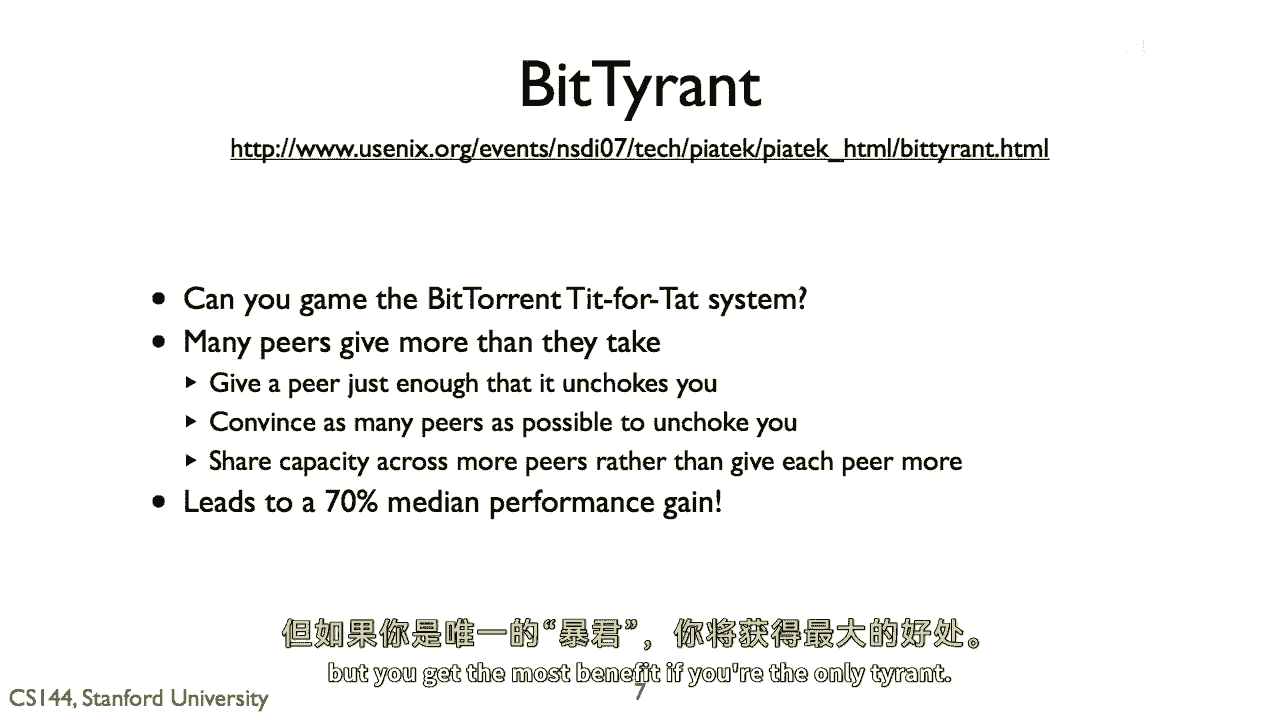 BitTyrant
http://www.usenix.org/events/nsdi07/tech/piatek/piatek_html/bittyrant.html
• Can you game the BitTorrent Tit-for-Tat system?
• Many peers give more than they take
‣ Give a peer just enough that it unchokes you
‣ Convince as many peers as possible to unchoke you
‣ Share capacity across more peers rather than give each peer more
• Leads to a 70% median performance gain!
但如果你是唯一的“暴君”，你将获得最大的好处。
but you get the most benefit if you're the only tyrant.
CS144, Stanford University
7